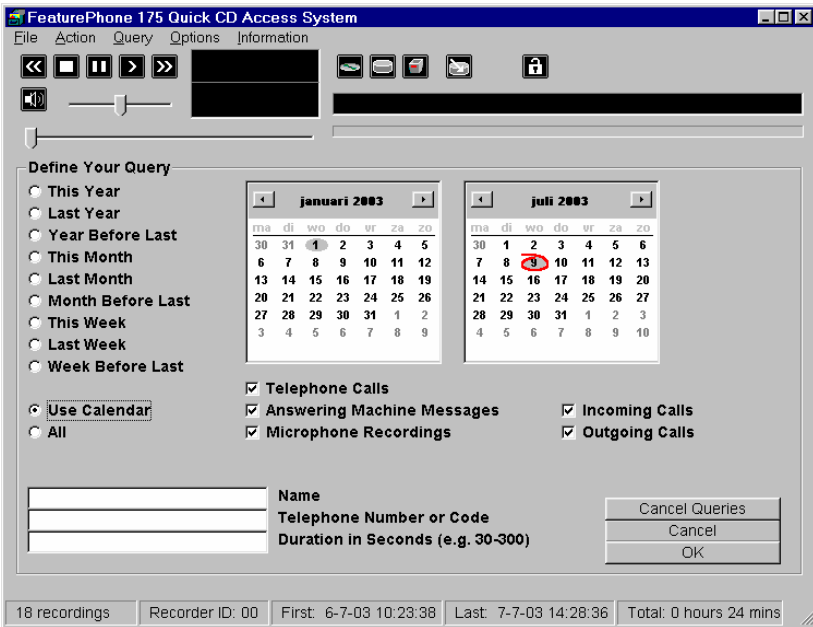 FeaturePhone 175 Quick CD Access System
File Action Query Options Information
Define Your Query
This Year
Last Year
Year Before Last
This Month
Last Month
Month Before Last
This Week
Last Week
Week Before Last
Use Calendar
All
januari 2003
ma di wo do vr za zo
30 31 1 2 3 4 5
6 7 8 9 10 11 12
13 14 15 16 17 18 19
20 21 22 23 24 25 26
27 28 29 30 31 1 2
3 4 5 6 7 8 9
juli 2003
ma di wo do vr za zo
30 1 2 3 4 5 6
7 8 9 10 11 12 13
14 15 16 17 18 19 20
21 22 23 24 25 26 27
28 29 30 31 1 2 3
4 5 6 7 8 9 10
Telephone Calls
Answering Machine Messages
Microphone Recordings
Incoming Calls
Outgoing Calls
Name
Telephone Number or Code
Duration in Seconds (e.g. 30-300)
Cancel Queries
Cancel
OK
18 recordings Recorder ID: 00 First: 6-7-03 10:23:38 Last: 7-7-03 14:28:36 Total: 0 hours 24 mins